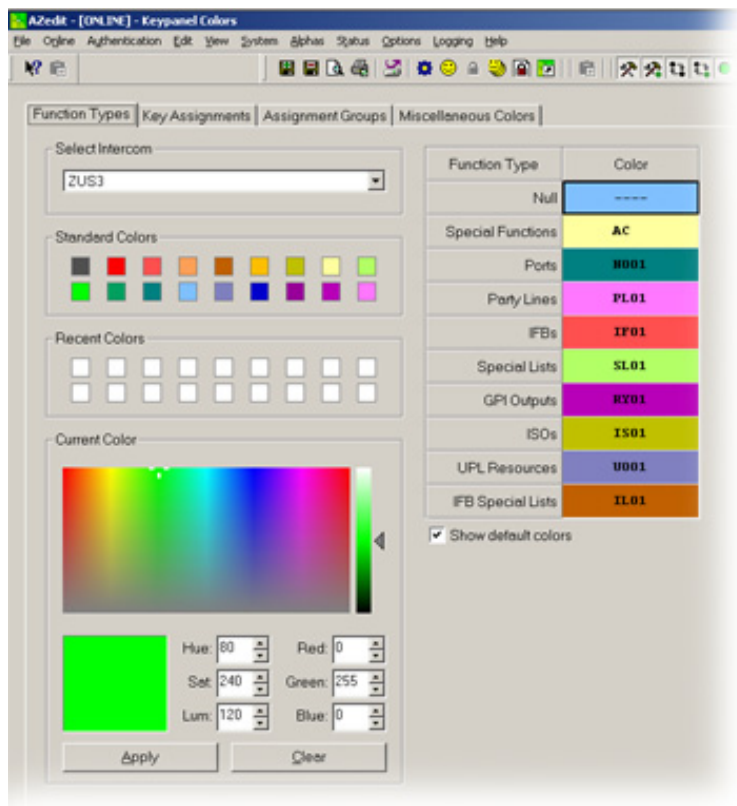 AZedit - [ONLINE] - Keypanel Colors
File Online Authentication Edit View System Alphas Status Options Logging Help
Function Types Key Assignments Assignment Groups Miscellaneous Colors
Select Intercom
ZUS3
Standard Colors
Recent Colors
Current Color
Hue: 80 Red: 0
Sat: 240 Green: 255
Lum: 120 Blue: 0
Apply Clear
Function Type Color
Null ----
Special Functions AC
Ports N001
Party Lines PL01
IFBs IF01
Special Lists SL01
GPI Outputs RY01
ISOs IS01
UPL Resources U001
IFB Special Lists IL01
Show default colors